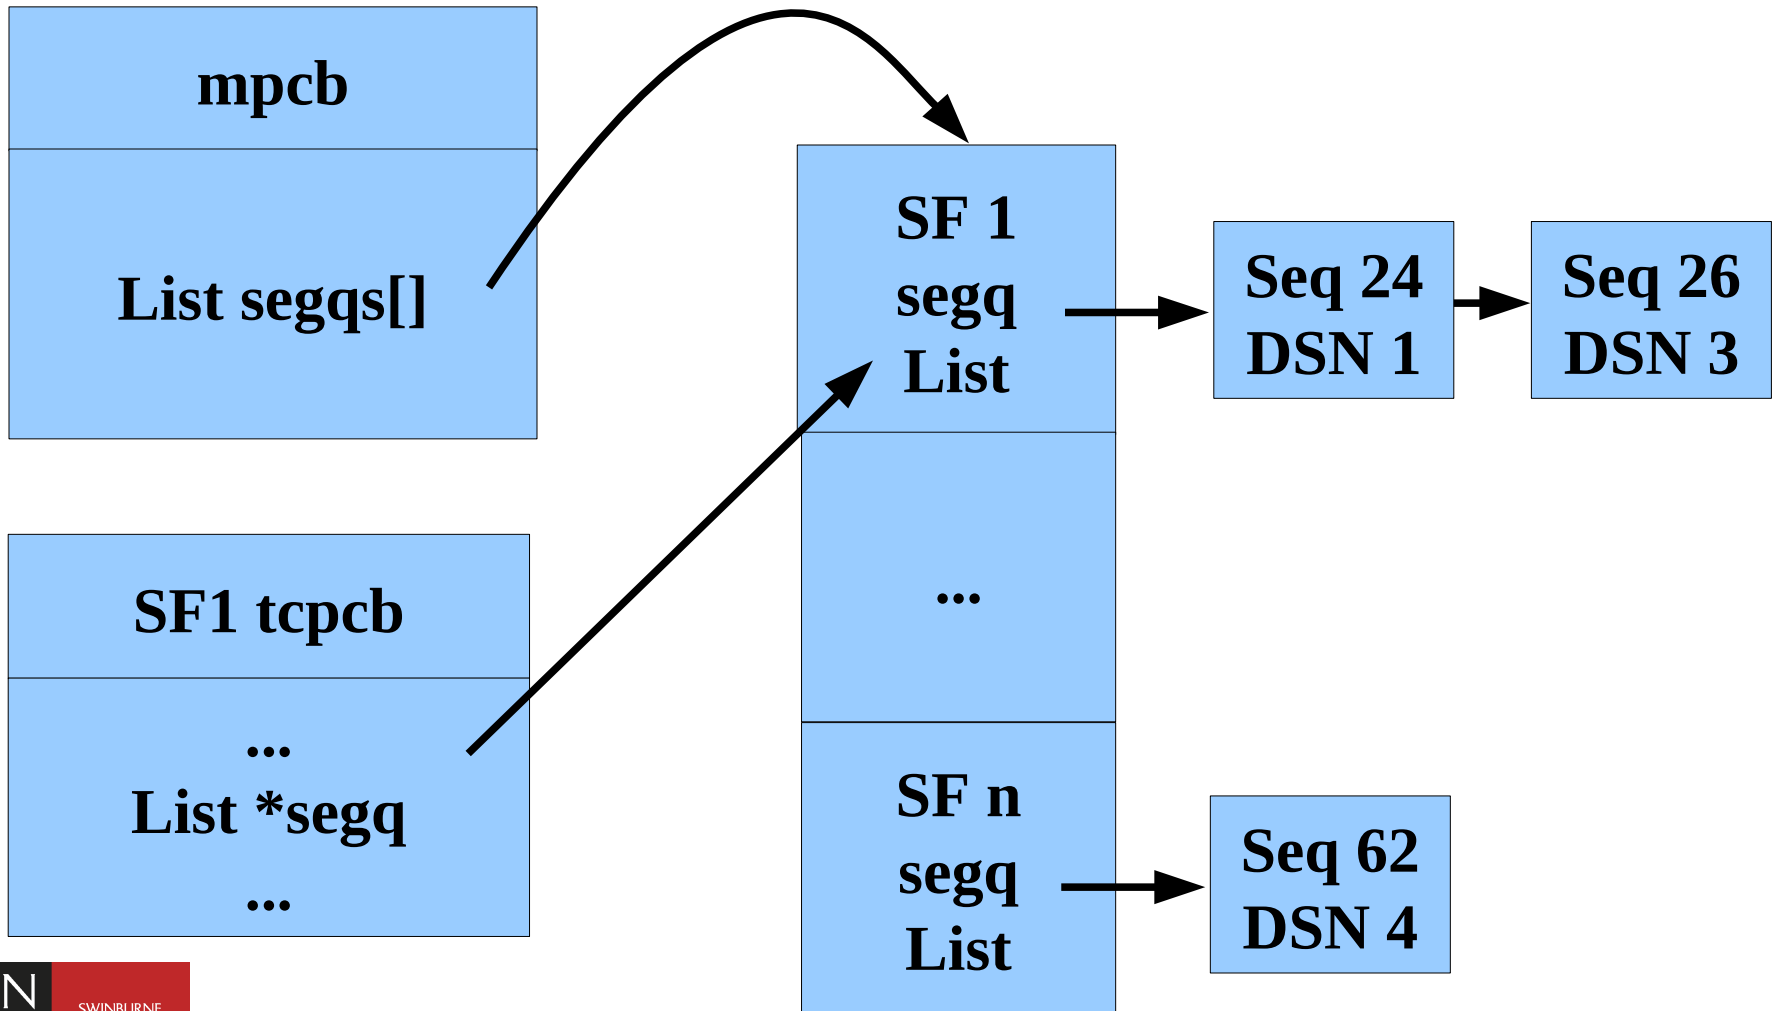 mpcb
List segqs[]
SF 1
segq
List
Seq 24
DSN 1
Seq 26
DSN 3
...
SF1 tcpcb
...
List *segq
...
SF n
segq
List
Seq 62
DSN 4
N
SWINBURNE